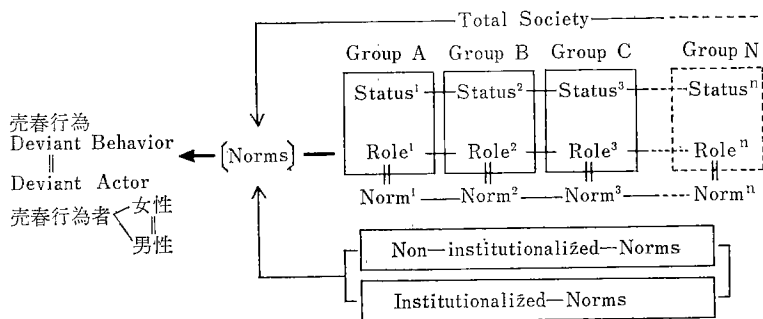 Total Society
Group A Group B Group C Group N
Status¹ Status² Status³ Statusⁿ
売春行為
Deviant Behavior
[Norms]
Role¹ Role² Role³ Roleⁿ
Deviant Actor
Norm¹ Norm² Norm³ Normⁿ
売春行為者
女性
男性
Non—institutionalized—Norms
Institutionalized—Norms